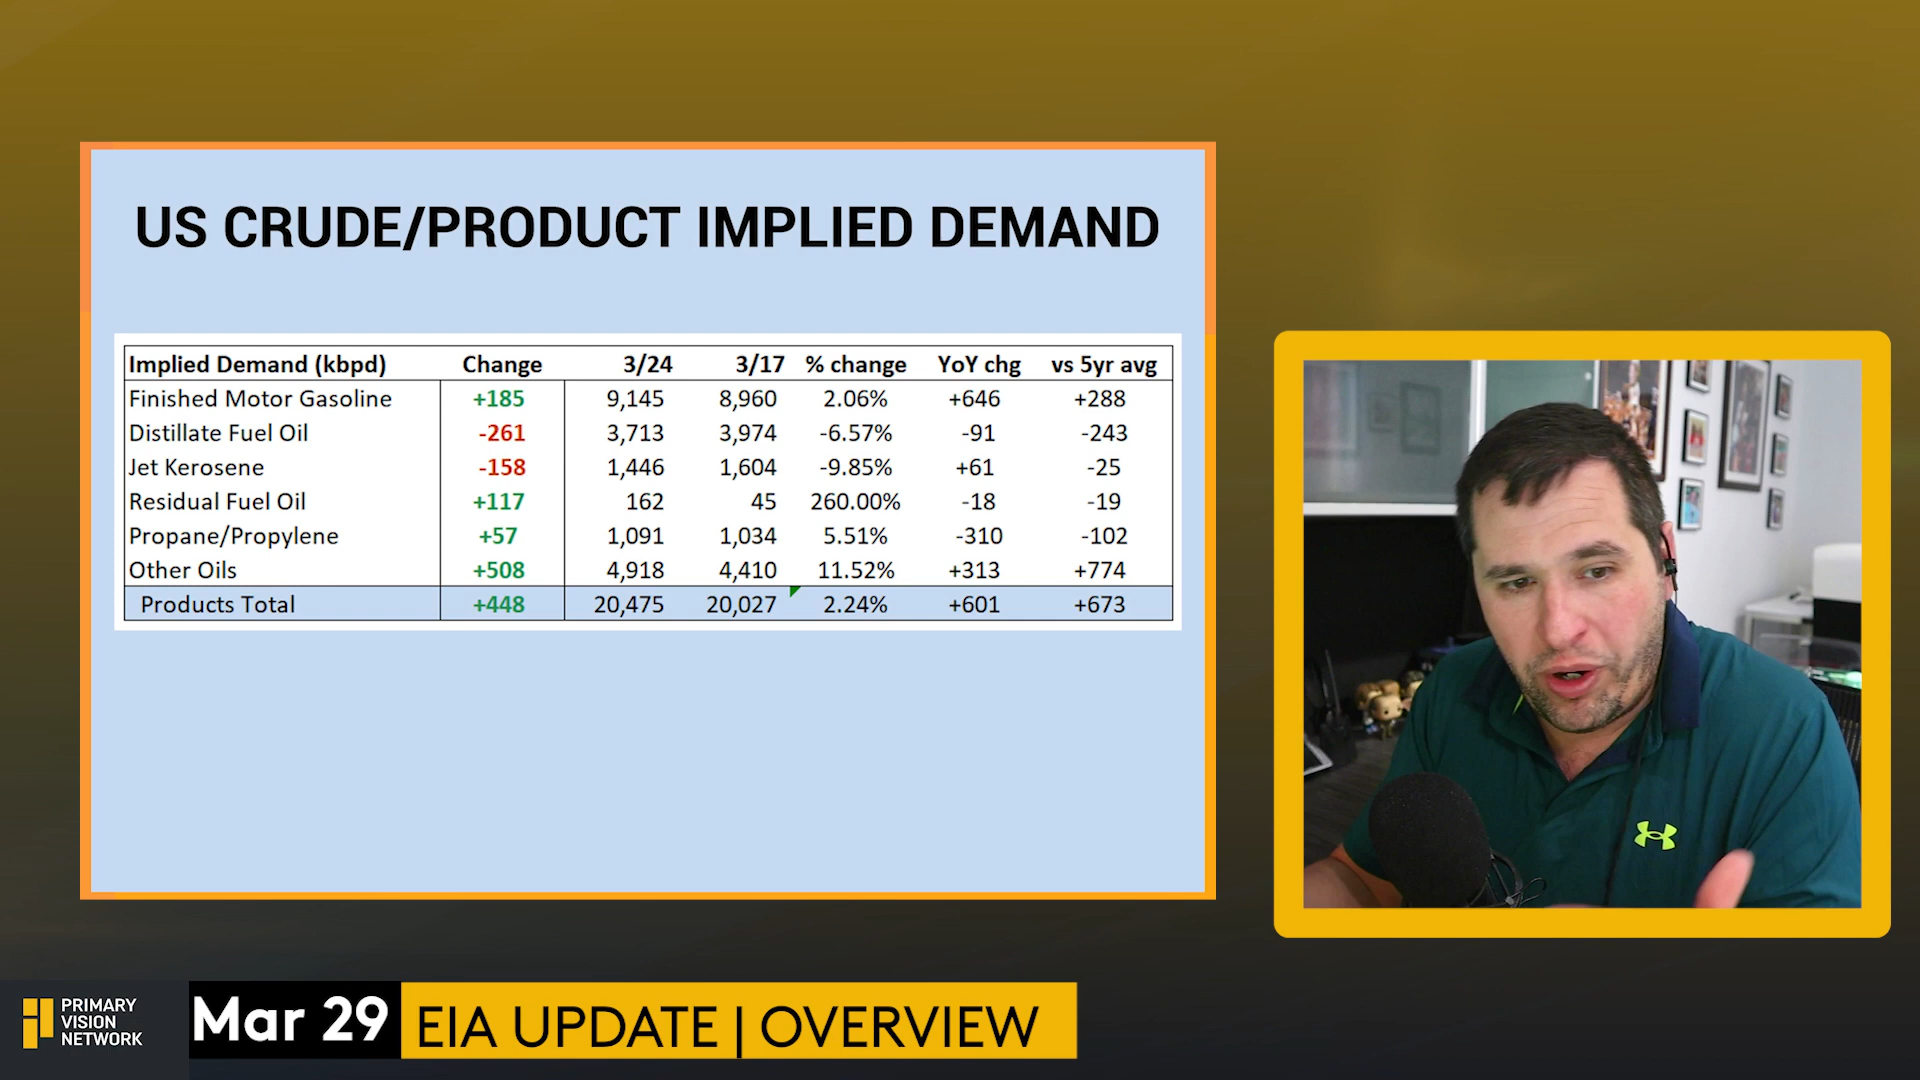 US CRUDE/PRODUCT IMPLIED DEMAND
Implied Demand (kbpd) Change 3/24 3/17 % change YoY chg vs 5yr avg
Finished Motor Gasoline +185 9,145 8,960 2.06% +646 +288
Distillate Fuel Oil -261 3,713 3,974 -6.57% -91 -243
Jet Kerosene -158 1,446 1,604 -9.85% +61 -25
Residual Fuel Oil +117 162 45 260.00% -18 -19
Propane/Propylene +57 1,091 1,034 5.51% -310 -102
Other Oils +508 4,918 4,410 11.52% +313 +774
Products Total +448 20,475 20,027 2.24% +601 +673
PRIMARY
VISION
NETWORK
Mar 29
EIA UPDATE | OVERVIEW